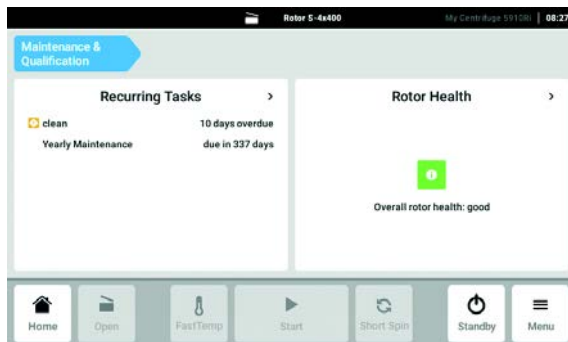 Rotor S-4x400
My Centrifuge 5910Ri
08:27
Maintenance &
Qualification
Recurring Tasks
clean 10 days overdue
Yearly Maintenance due in 337 days
Rotor Health
Overall rotor health: good
Home
Open
FastTemp
Start
Short Spin
Standby
Menu